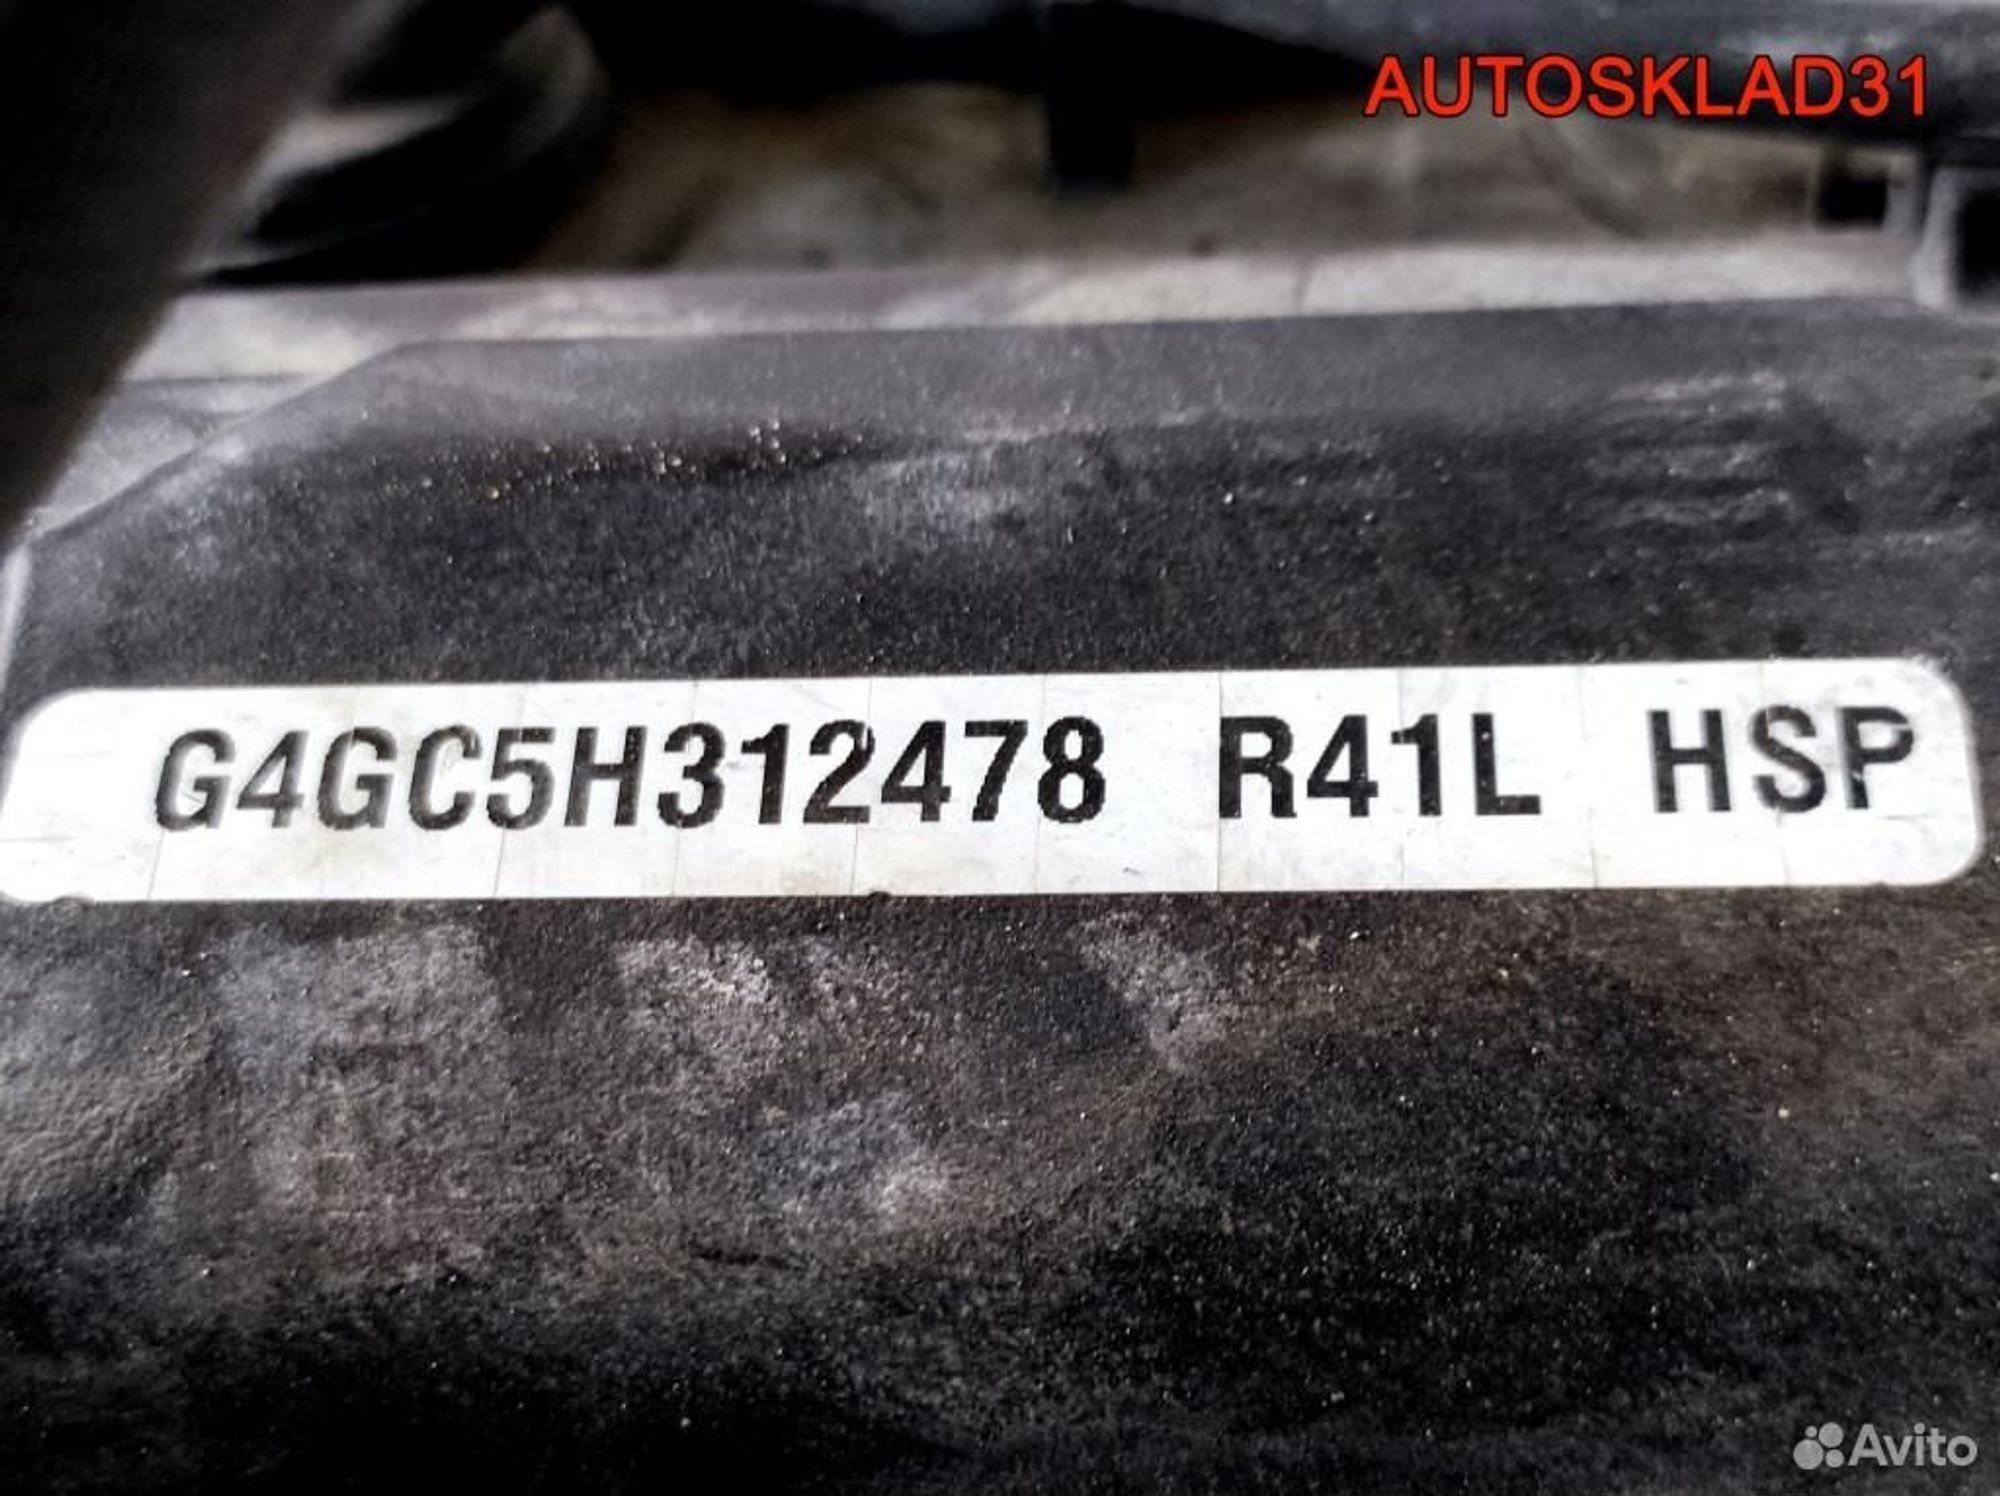 AUTOSKLAD31
G4GC5H312478 R41L HSP
Avito